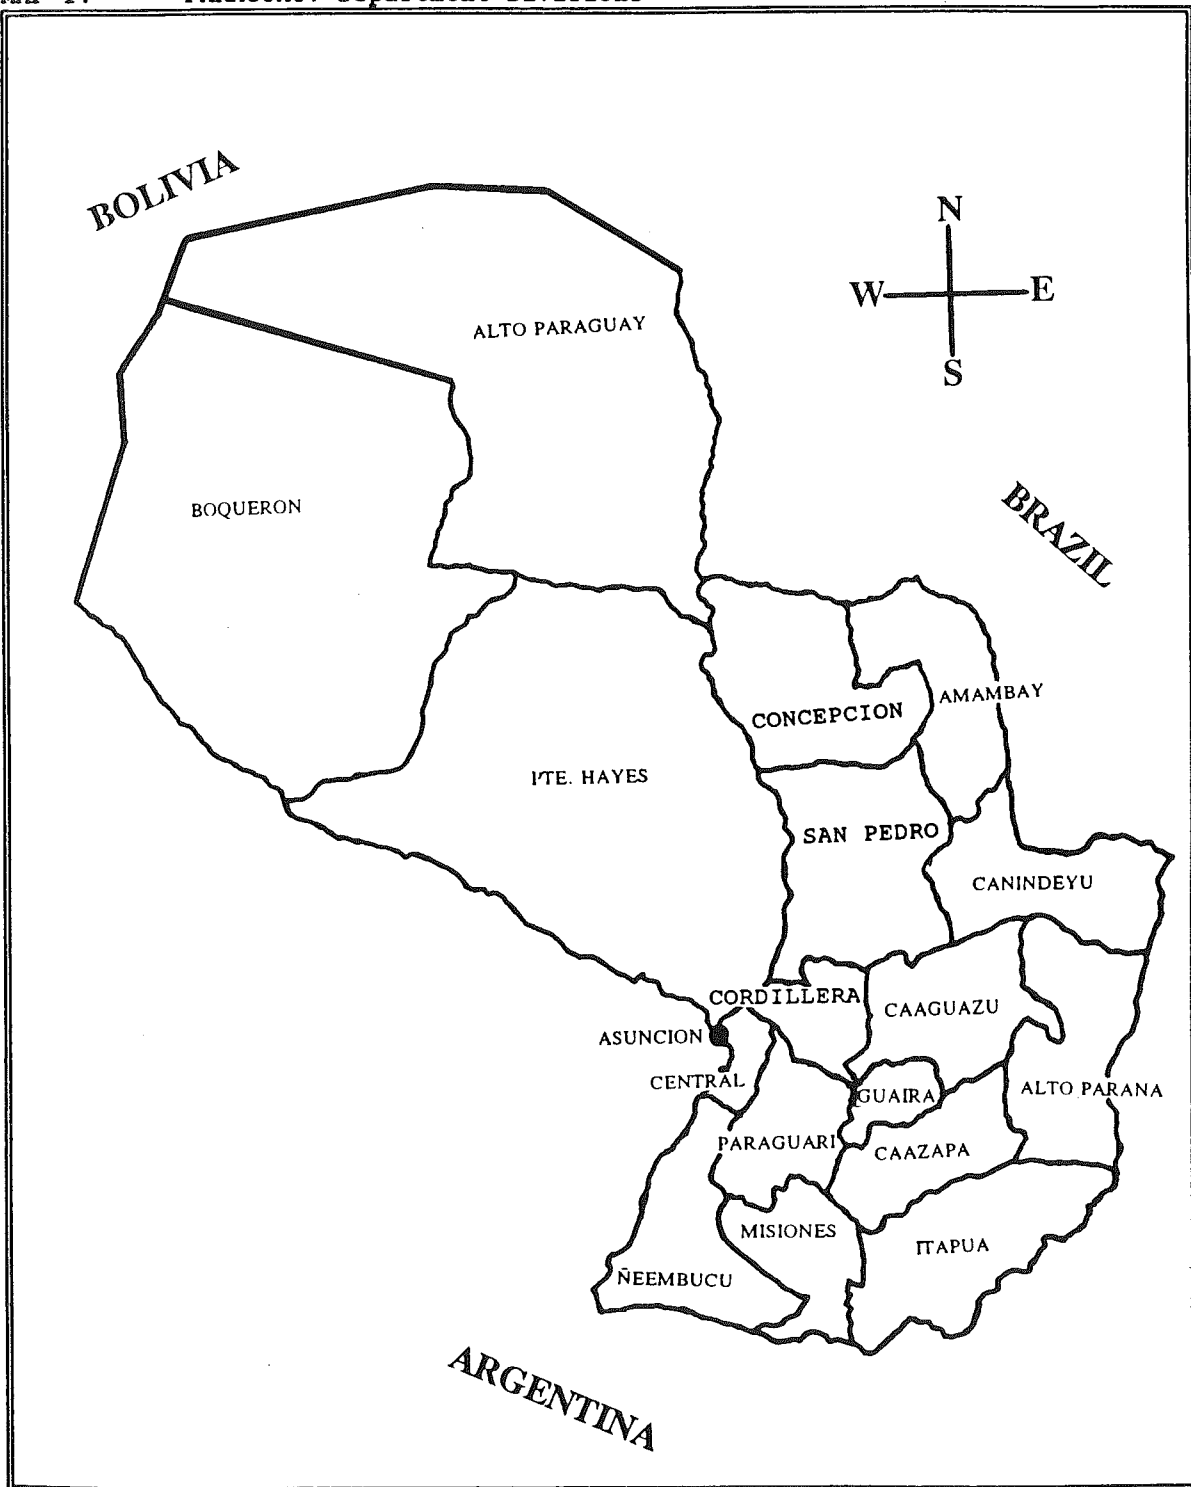 BOLIVIA
N
W
E
S
ALTO PARAGUAY
BRAZIL
BOQUERON
AMAMBAY
CONCEPCION
PTE. HAYES
SAN PEDRO
CANINDEYU
CORDILLERA
CAAGUAZU
ASUNCION
CENTRAL
GUAIRA
ALTO PARANA
PARAGUARI
CAAZAPA
MISIONES
ITAPUA
ÑEEMBUCU
ARGENTINA